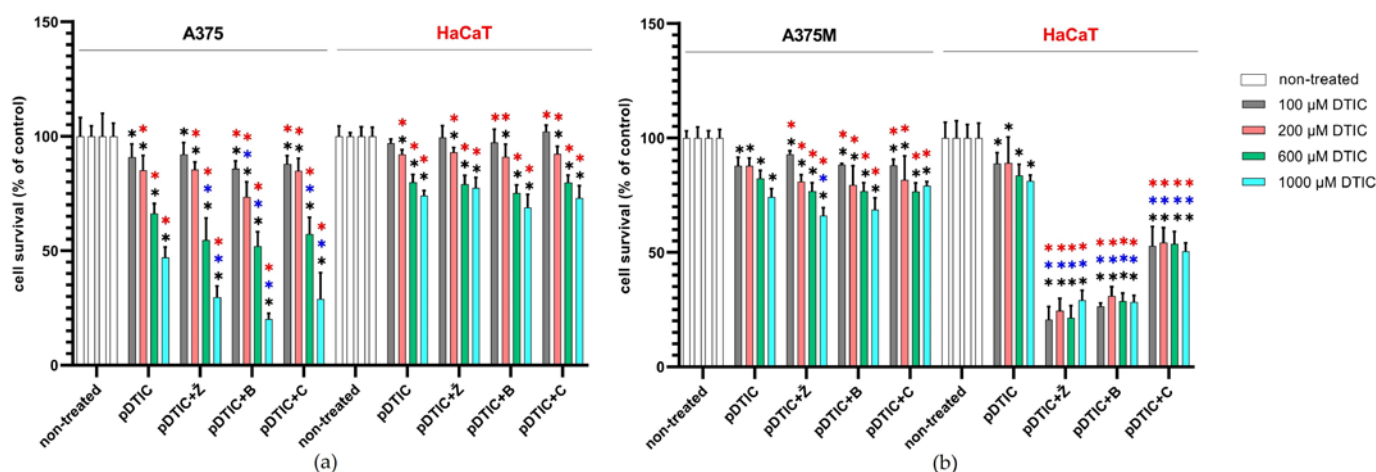 (a)
150
100
50
0
cell survival (% of control)
A375
HaCaT
non-treated
pDTIC
pDTIC+Ž
pDTIC+B
pDTIC+C
non-treated
pDTIC
pDTIC+Ž
pDTIC+B
pDTIC+C
(b)
150
100
50
0
cell survival (% of control)
A375M
HaCaT
non-treated
pDTIC
pDTIC+Ž
pDTIC+B
pDTIC+C
non-treated
pDTIC
pDTIC+Ž
pDTIC+B
pDTIC+C
non-treated
100 µM DTIC
200 µM DTIC
600 µM DTIC
1000 µM DTIC